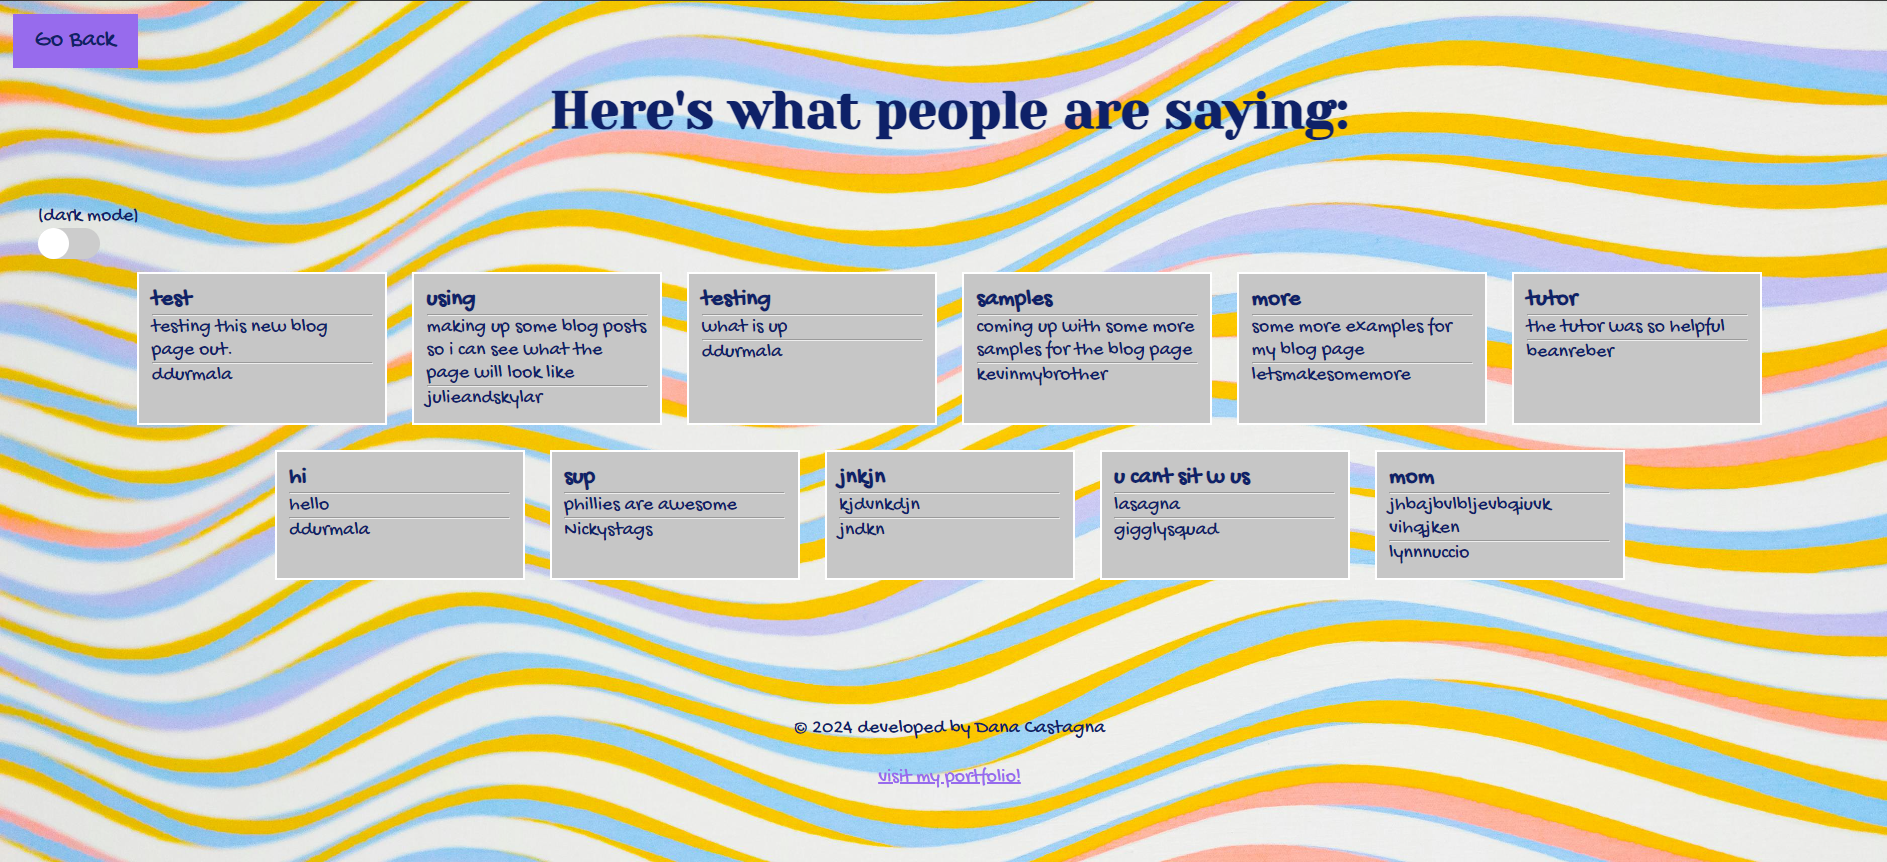 Go Back
Here's what people are saying:
(dark mode)
test
testing this new blog
page out.
ddurmala
using
making up some blog posts
so i can see what the
page will look like
julieandskylar
testing
what is up
ddurmala
samples
coming up with some more
samples for the blog page
kevinmybrother
more
some more examples for
my blog page
letsmakesomemore
tutor
the tutor was so helpful
beanreber
hi
hello
ddurmala
sup
phillies are awesome
Nickystags
jnkjn
kjdvnkdjn
jndkn
u cant sit w us
lasagna
gigglysquad
mom
jhbajbvlbljevbqiuvk
vihqjken
lynnnuccio
© 2024 developed by Dana Castagna
visit my portfolio!